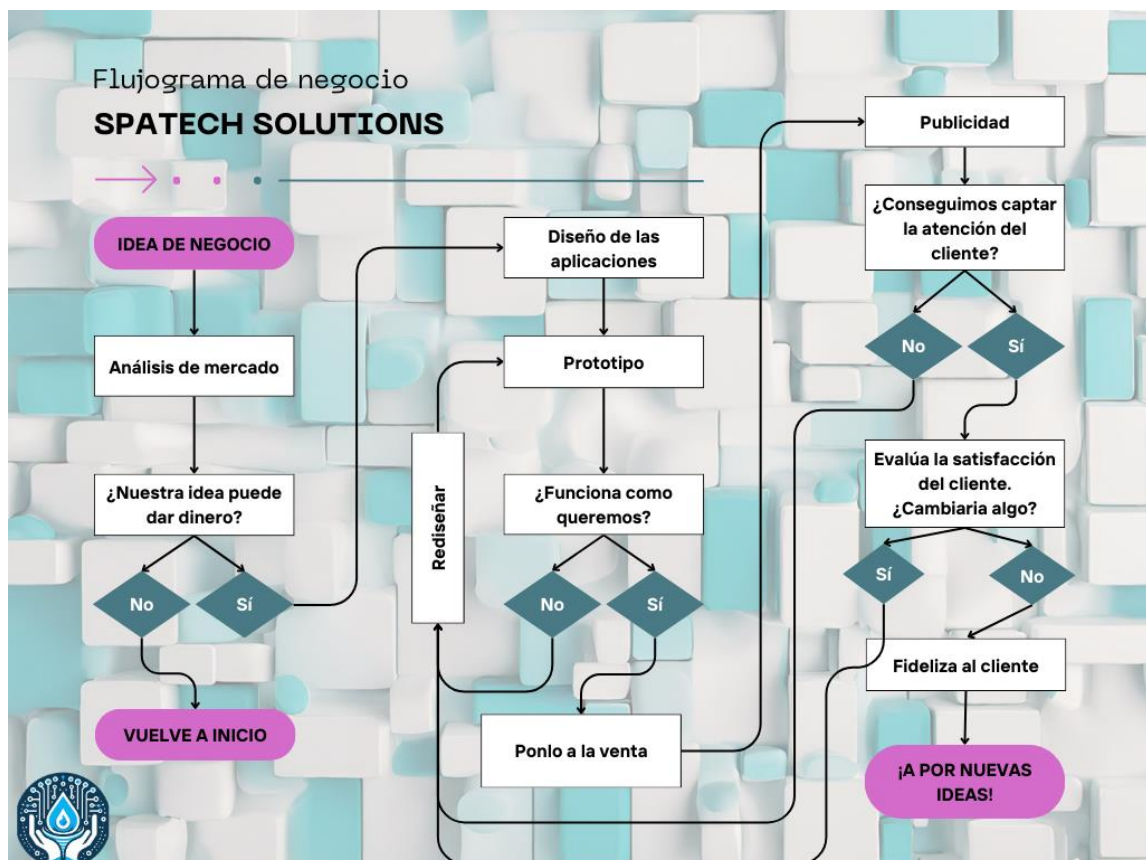 Flujograma de negocio
SPATECH SOLUTIONS
IDEA DE NEGOCIO
Análisis de mercado
¿Nuestra idea puede
dar dinero?
No
Sí
VUELVE A INICIO
Diseño de las
aplicaciones
Prototipo
Rediseñar
¿Funciona como
queremos?
No
Sí
Ponlo a la venta
Publicidad
¿Conseguimos captar
la atención del
cliente?
No
Sí
Evalúa la satisfacción
del cliente.
¿Cambiaria algo?
Sí
No
Fideliza al cliente
¡A POR NUEVAS
IDEAS!